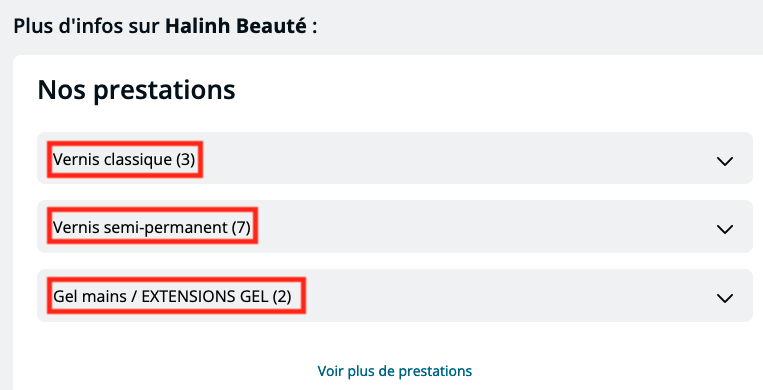 Plus d'infos sur Halinh Beauté :
Nos prestations
Vernis classique (3)
Vernis semi-permanent (7)
Gel mains / EXTENSIONS GEL (2)
Voir plus de prestations